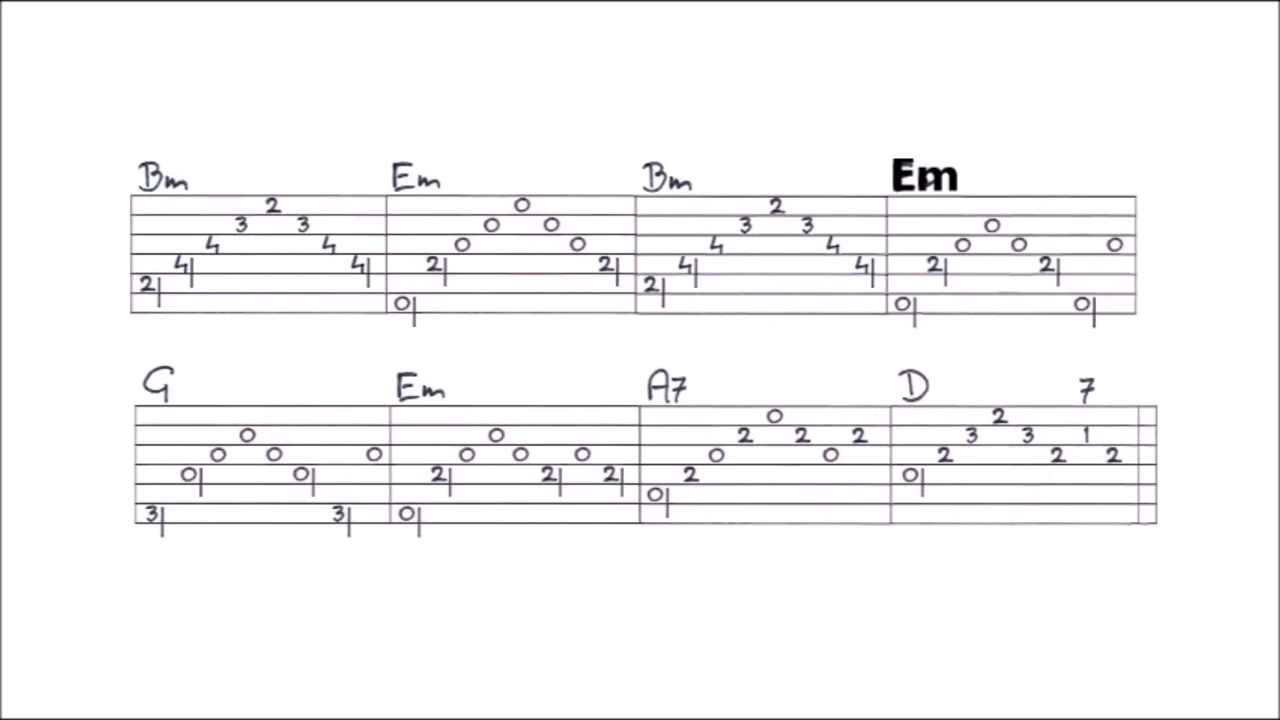 Bm Em Bm Em
2 0 2
3 3 0 0 3 3 0
4 4 0 0 4 4 0 0 0
4 4 2 2 4 4 2 2
2 2
0 0 0
G Em A7 D 7
0 2
0 0 2 2 2 3 3 1
0 0 0 0 0 0 0 0 2 2 2
0 0 2 2 2 2 0
0
3 3 0